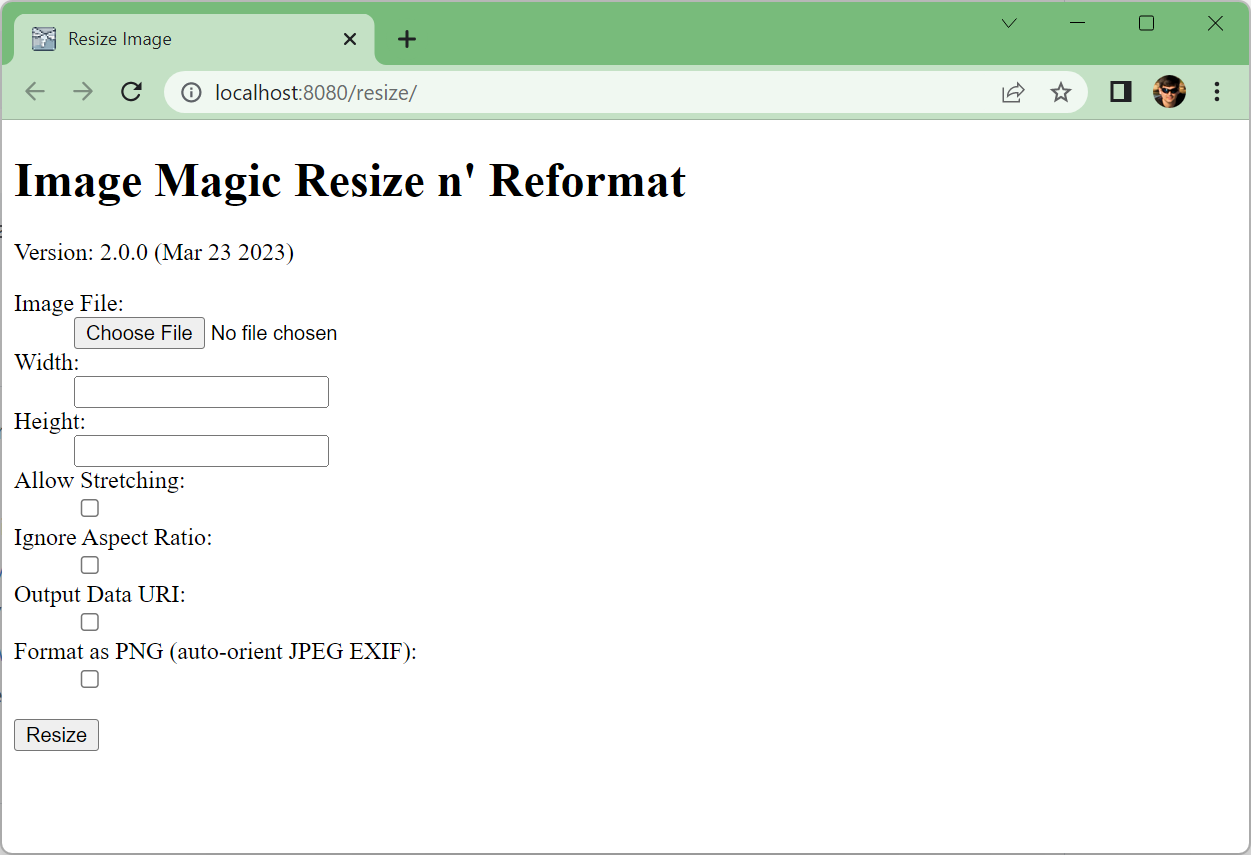 Resize Image
localhost:8080/resize/
Image Magic Resize n' Reformat
Version: 2.0.0 (Mar 23 2023)
Image File:
Choose File No file chosen
Width:
Height:
Allow Stretching:
Ignore Aspect Ratio:
Output Data URI:
Format as PNG (auto-orient JPEG EXIF):
Resize